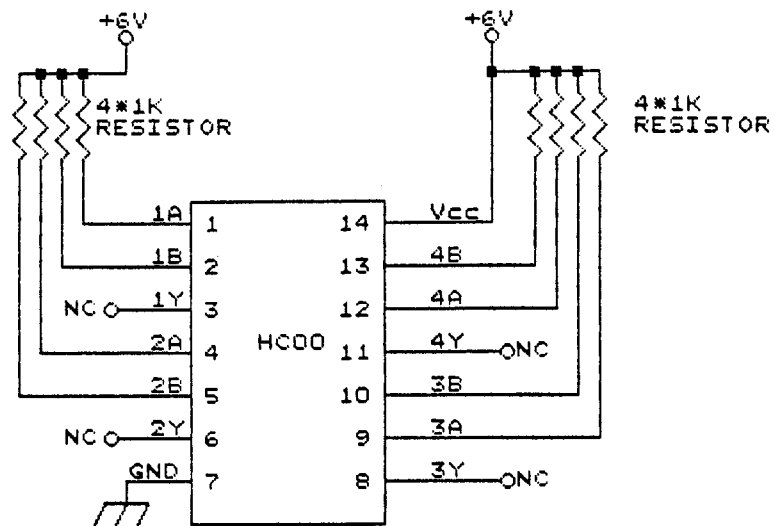 +6V
+6V
4*1K
RESISTOR
4*1K
RESISTOR
1A 1 14 Vcc
1B 2 13 4B
NC 1Y 3 12 4A
2A 4 HC00 11 4Y NC
2B 5 10 3B
NC 2Y 6 9 3A
GND 7 8 3Y NC